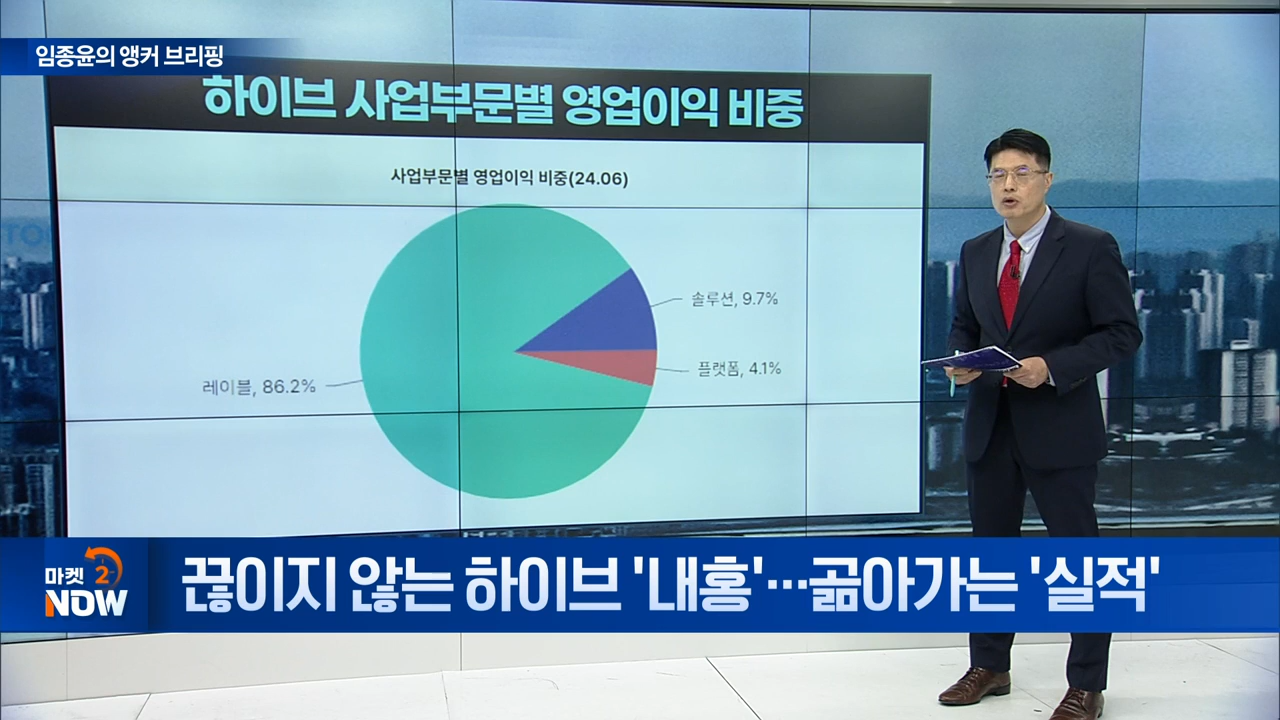 임종윤의 앵커 브리핑
하이브 사업부문별 영업이익 비중
사업부문별 영업이익 비중(24.06)
솔루션, 9.7%
플랫폼, 4.1%
레이블, 86.2%
마켓 2
NOW
끊이지 않는 하이브 '내홍'…곪아가는 '실적'